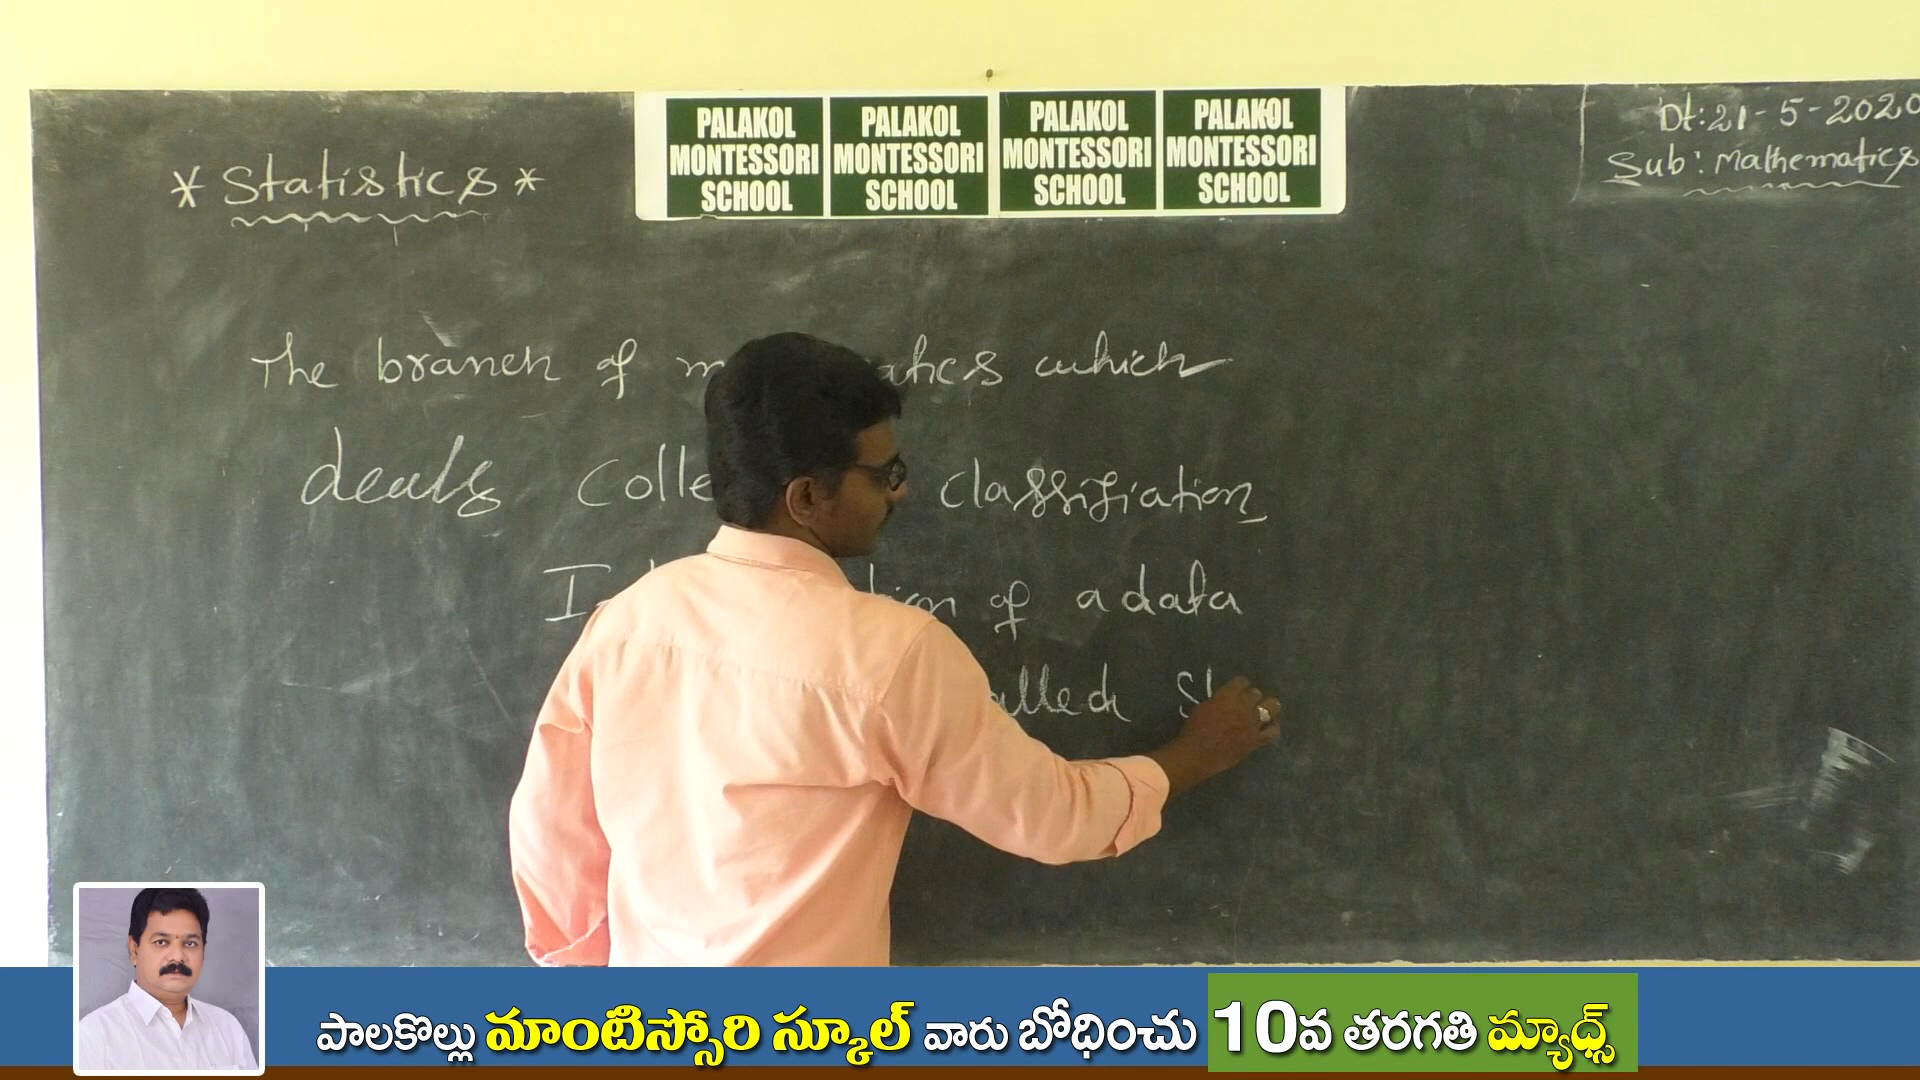 PALAKOL MONTESSORI SCHOOL
PALAKOL MONTESSORI SCHOOL
PALAKOL MONTESSORI SCHOOL
PALAKOL MONTESSORI SCHOOL
Dt: 21-5-2020
Sub: Mathematics
* Statistics *
The branch of which
deals classifiation
of a data
పాలకొల్లు మాంటిస్సోరి స్కూల్ వారు బోధించు 10వ తరగతి మ్యాథ్స్